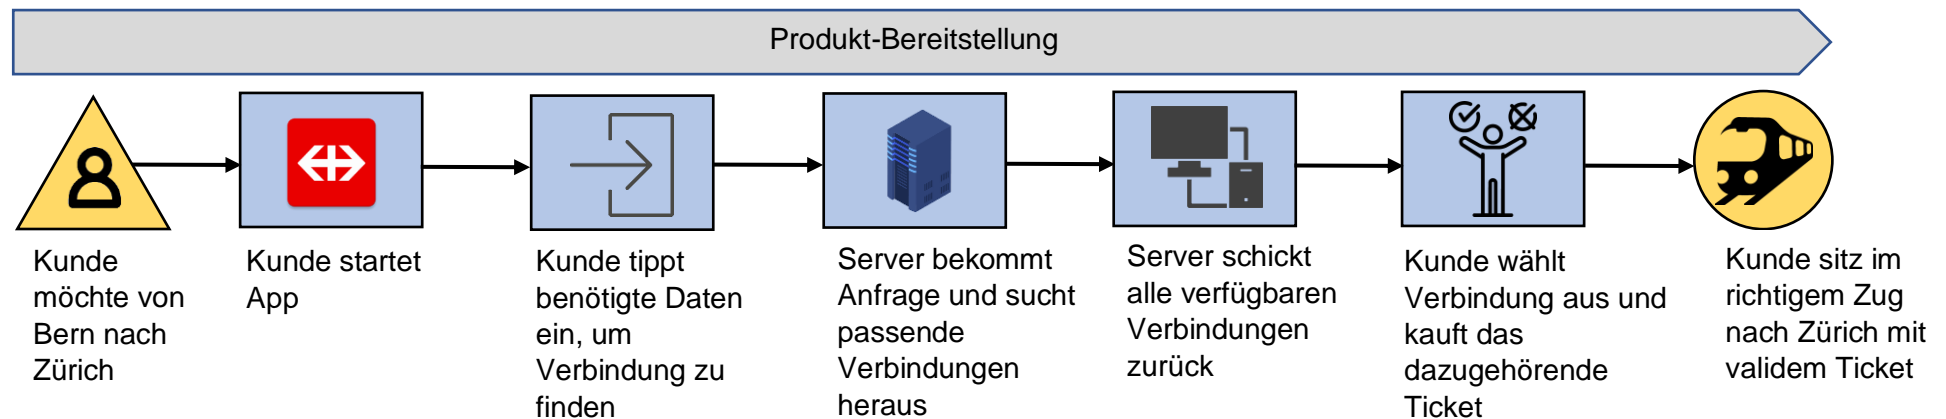 Produkt-Bereitstellung
Kunde
möchte von
Bern nach
Zürich
Kunde startet
App
Kunde tippt
benötigte Daten
ein, um
Verbindung zu
finden
Server bekommt
Anfrage und sucht
passende
Verbindungen
heraus
Server schickt
alle verfügbaren
Verbindungen
zurück
Kunde wählt
Verbindung aus und
kauft das
dazugehörende
Ticket
Kunde sitz im
richtigem Zug
nach Zürich mit
validem Ticket